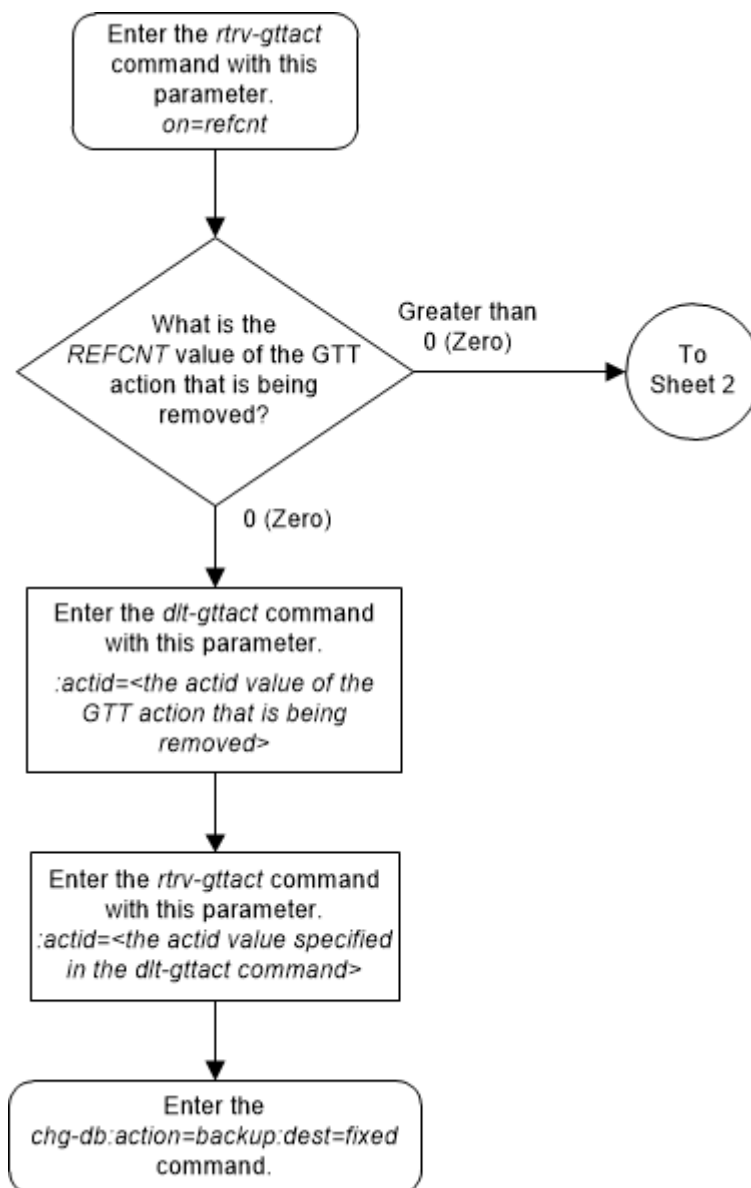 Enter the rtrv-gttact
command with this
parameter.
on=refcnt
What is the
REFCNT value of the GTT
action that is being
removed?
Greater than
0 (Zero)
To
Sheet 2
0 (Zero)
Enter the dlt-gttact command
with this parameter.
:actid=<the actid value of the
GTT action that is being
removed>
Enter the rtrv-gttact command
with this parameter.
:actid=<the actid value specified
in the dlt-gttact command>
Enter the
chg-db:action=backup:dest=fixed
command.